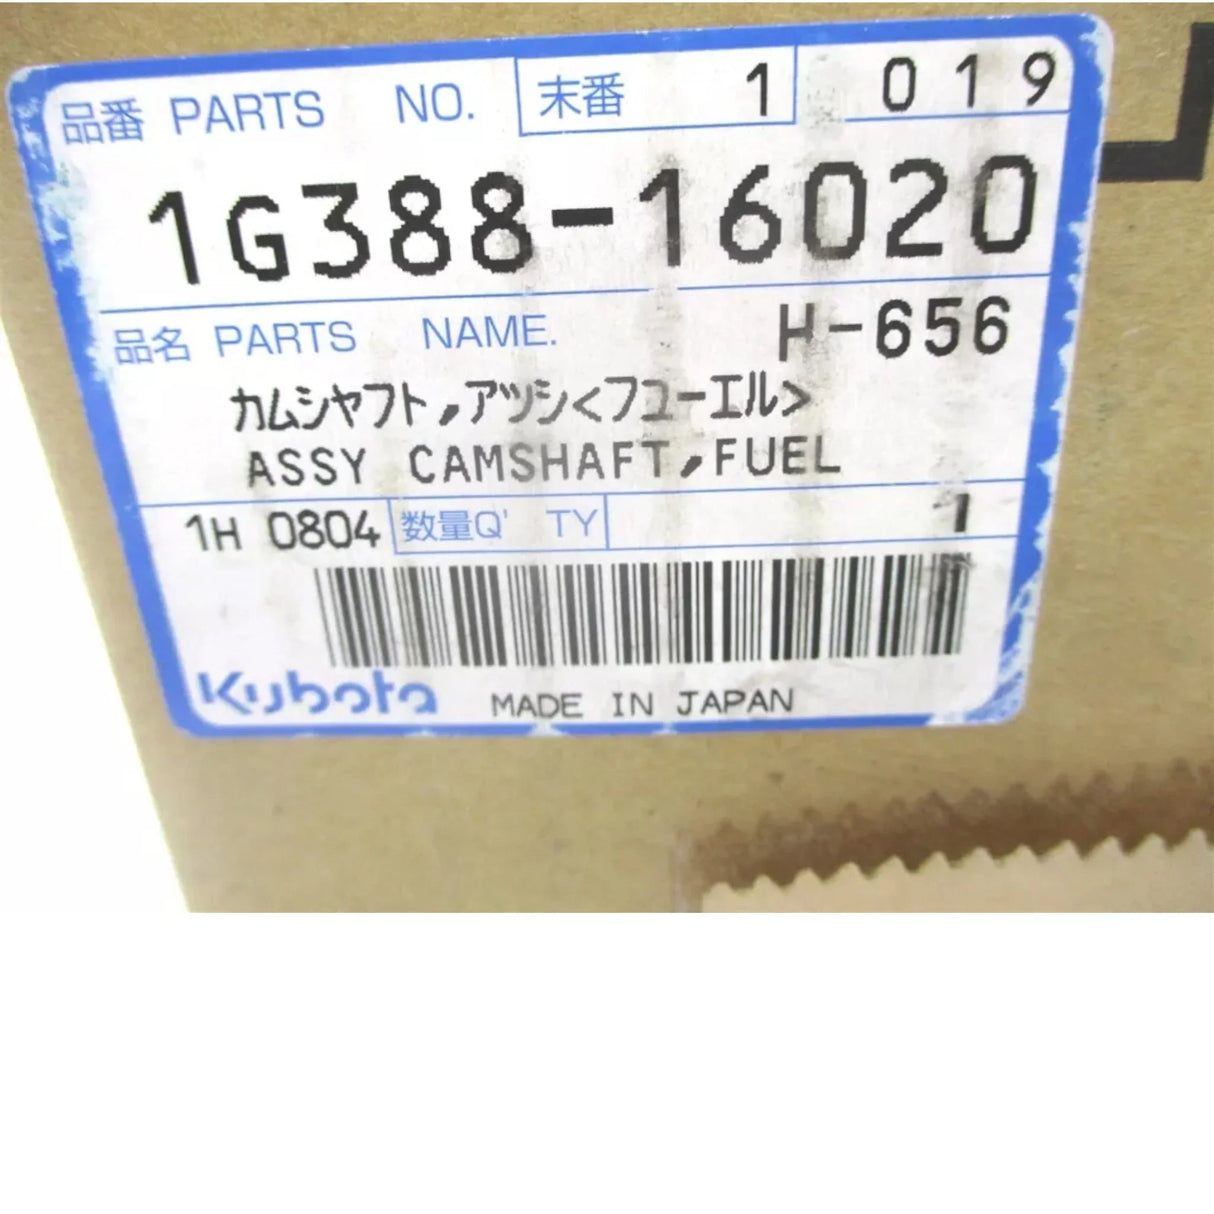 品番 PARTS NO. 末番 1 019
1G388-16020
品名 PARTS NAME. H-656
カムシヤフト,アツシ<フユーエル>
ASSY CAMSHAFT,FUEL
1H 0804 数量Q' TY 1
Kubota MADE IN JAPAN